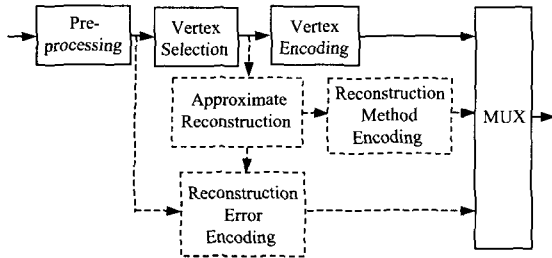 Pre-
processing
Vertex
Selection
Vertex
Encoding
Approximate
Reconstruction
Reconstruction
Method
Encoding
MUX
Reconstruction
Error
Encoding